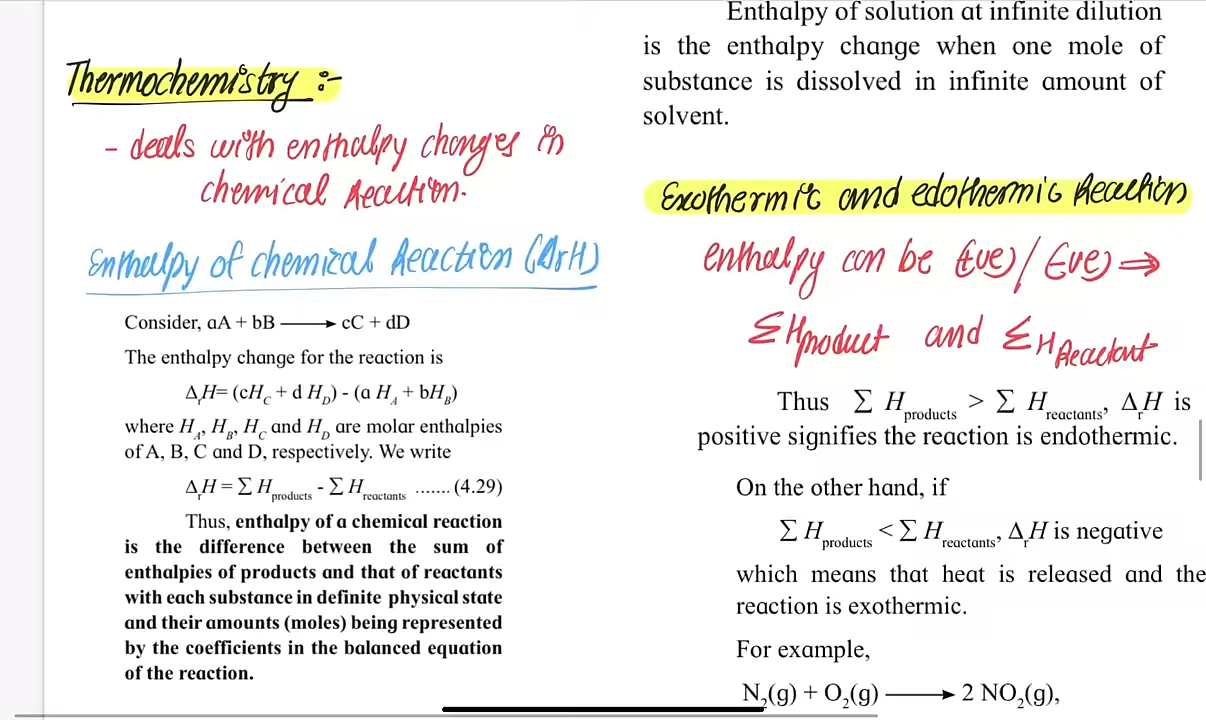 Thermochemistry :-
- deals with enthalpy changes in
chemical Reaction.
Enthalpy of chemical Reaction (ΔrH)
Consider, aA + bB ⟶ cC + dD
The enthalpy change for the reaction is
ΔrH= (cHC + d HD) - (a HA + bHB)
where HA, HB, HC and HD are molar enthalpies
of A, B, C and D, respectively. We write
ΔrH = ∑ Hproducts - ∑ Hreactants ....... (4.29)
Thus, enthalpy of a chemical reaction
is the difference between the sum of
enthalpies of products and that of reactants
with each substance in definite physical state
and their amounts (moles) being represented
by the coefficients in the balanced equation
of the reaction.
Enthalpy of solution at infinite dilution
is the enthalpy change when one mole of
substance is dissolved in infinite amount of
solvent.
Exothermic and edothermic Reaction
enthalpy can be (+ve) / (-ve) ⇒
∑Hproduct and ∑HReactant
Thus ∑ Hproducts > ∑ Hreactants, ΔrH is
positive signifies the reaction is endothermic.
On the other hand, if
∑ Hproducts < ∑ Hreactants, ΔrH is negative
which means that heat is released and the
reaction is exothermic.
For example,
N2(g) + O2(g) ⟶ 2 NO2(g),